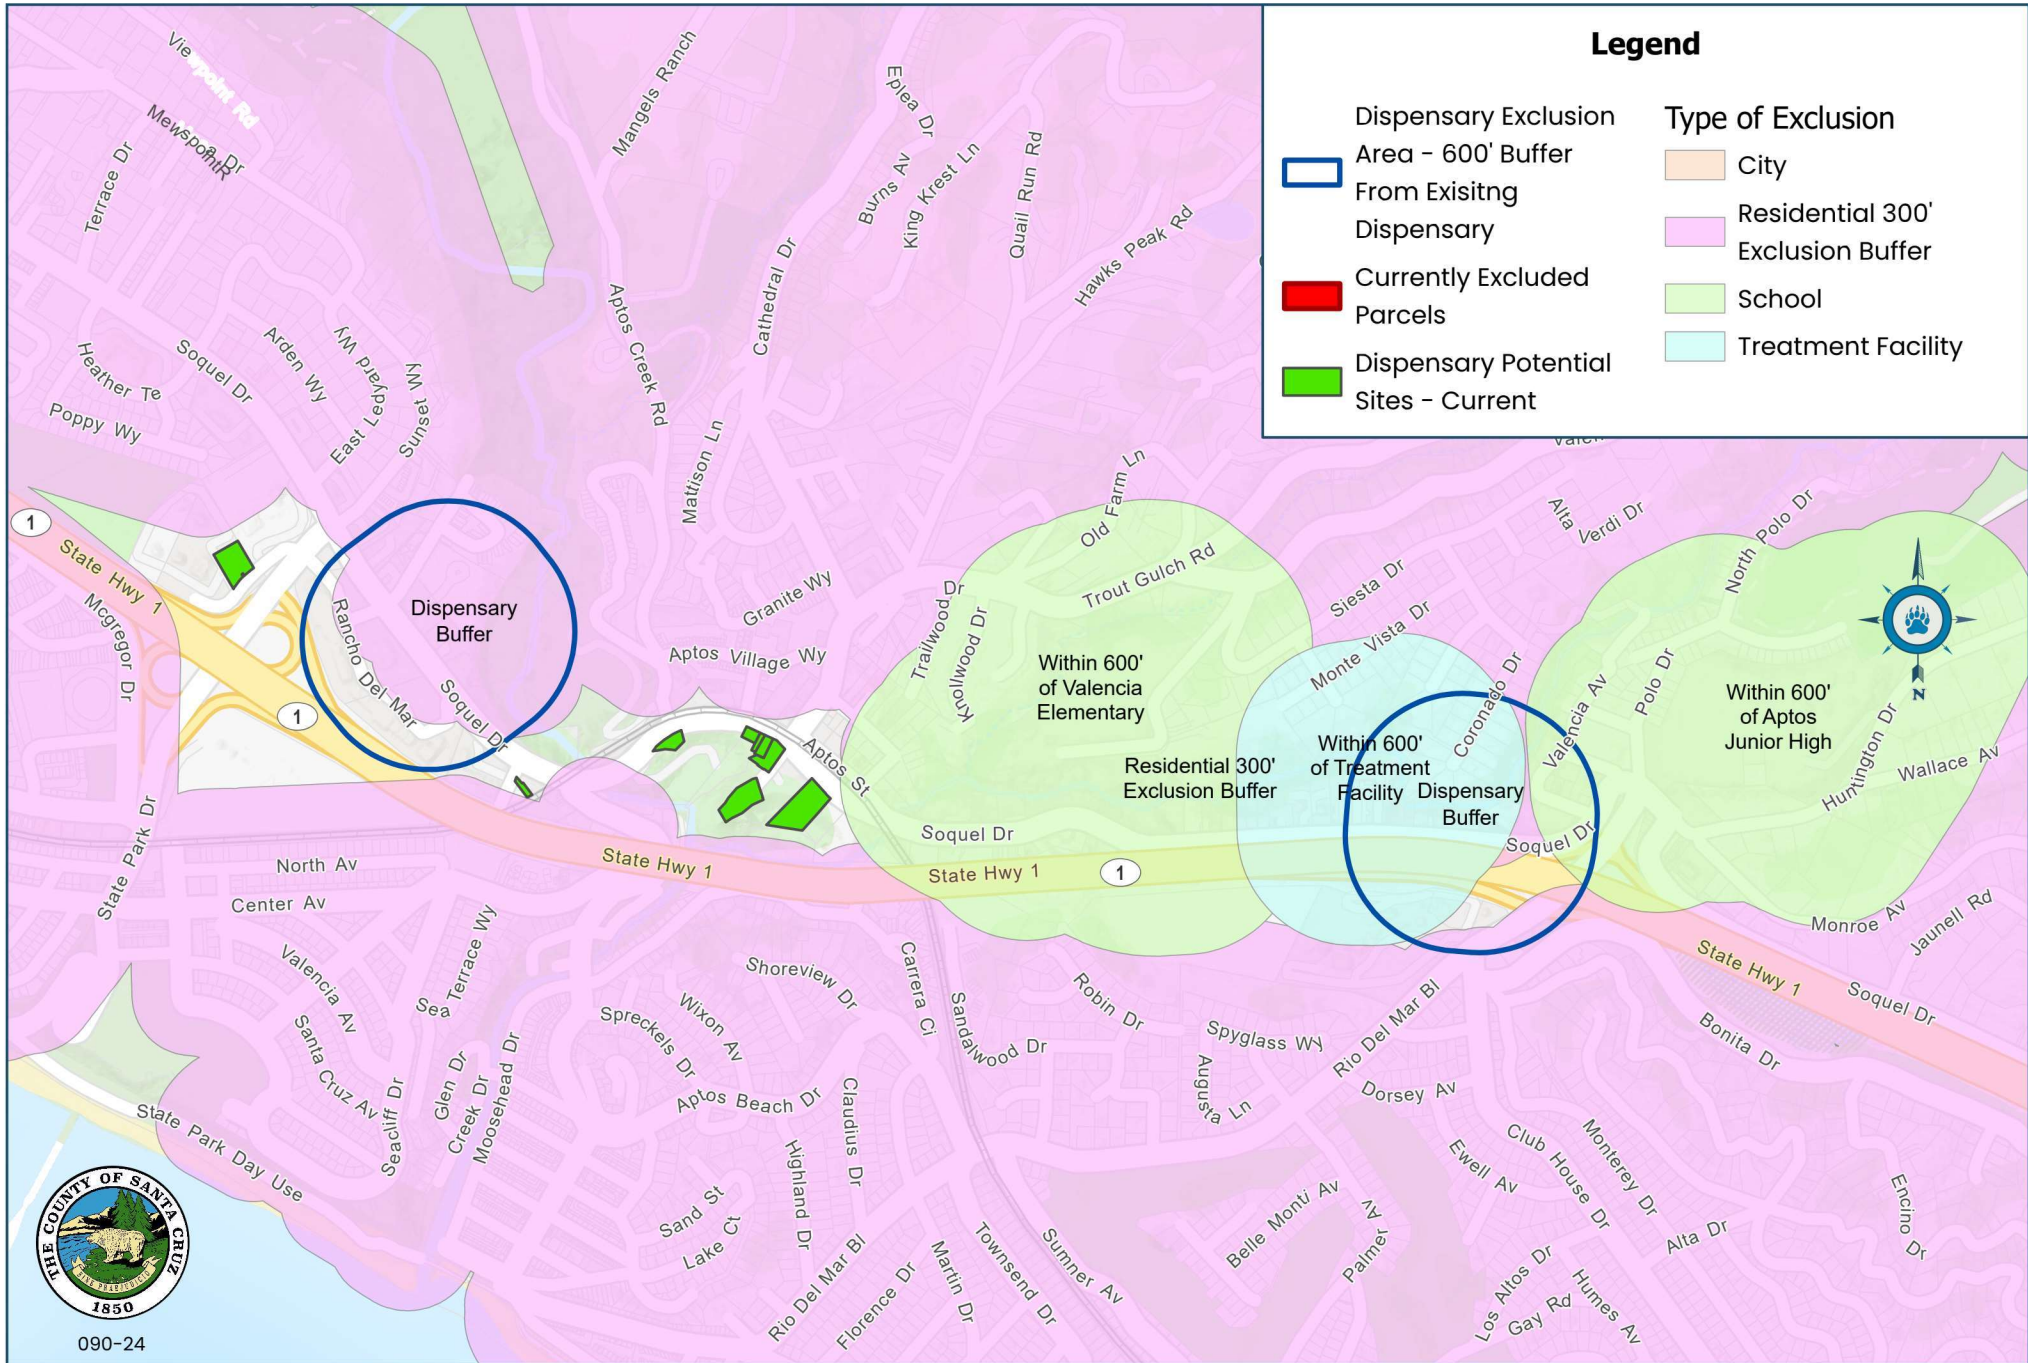 Legend
Dispensary Exclusion
Area - 600' Buffer
From Exisitng
Dispensary
Currently Excluded
Parcels
Dispensary Potential
Sites - Current
Type of Exclusion
City
Residential 300'
Exclusion Buffer
School
Treatment Facility
Viewpoint Rd
Terrace Dr
Mangels Ranch
Eplea Dr
Burns Av
King Krest Ln
Quail Run Rd
Hawks Peak Rd
Cathedral Dr
Aptos Creek Rd
Mattison Ln
Heather Te
Soquel Dr
Arden Wy
East Ledyard Wy
Sunset Wy
Poppy Wy
Old Farm Ln
Alta Verdi Dr
North Polo Dr
1
State Hwy 1
Mcgregor Dr
Rancho Del Mar
Dispensary
Buffer
Soquel Dr
1
Granite Wy
Aptos Village Wy
Trailwood Dr
Knollwood Dr
Trout Gulch Rd
Siesta Dr
Monte Vista Dr
Within 600'
of Valencia
Elementary
Coronado Dr
Valencia Av
Polo Dr
Within 600'
of Aptos
Junior High
Huntington Dr
Wallace Av
N
Aptos St
Residential 300'
Exclusion Buffer
Within 600'
of Treatment
Facility
Dispensary
Buffer
Soquel Dr
Soquel Dr
State Park Dr
North Av
Center Av
State Hwy 1
State Hwy 1
1
Monroe Av
Jaunell Rd
State Hwy 1
Soquel Dr
Bonita Dr
Valencia Av
Sea Terrace Wy
Santa Cruz Av
Seacliff Dr
Glen Dr
Creek Dr
Moosehead Dr
Spreckels Dr
Wixon Av
Shoreview Dr
Aptos Beach Dr
Carrera Ci
Sandalwood Dr
Robin Dr
Spyglass Wy
Rio Del Mar Bl
Augusta Ln
Dorsey Av
Claudius Dr
Highland Dr
State Park Day Use
Sand St
Lake Ct
Rio Del Mar Bl
Florence Dr
Martin Dr
Townsend Dr
Sumner Av
Belle Monti Av
Palmer Av
Ewell Av
Club House Dr
Monterey Dr
Los Altos Dr
Gay Rd
Humes Av
Alta Dr
Encino Dr
THE COUNTY OF SANTA CRUZ
1850
090-24